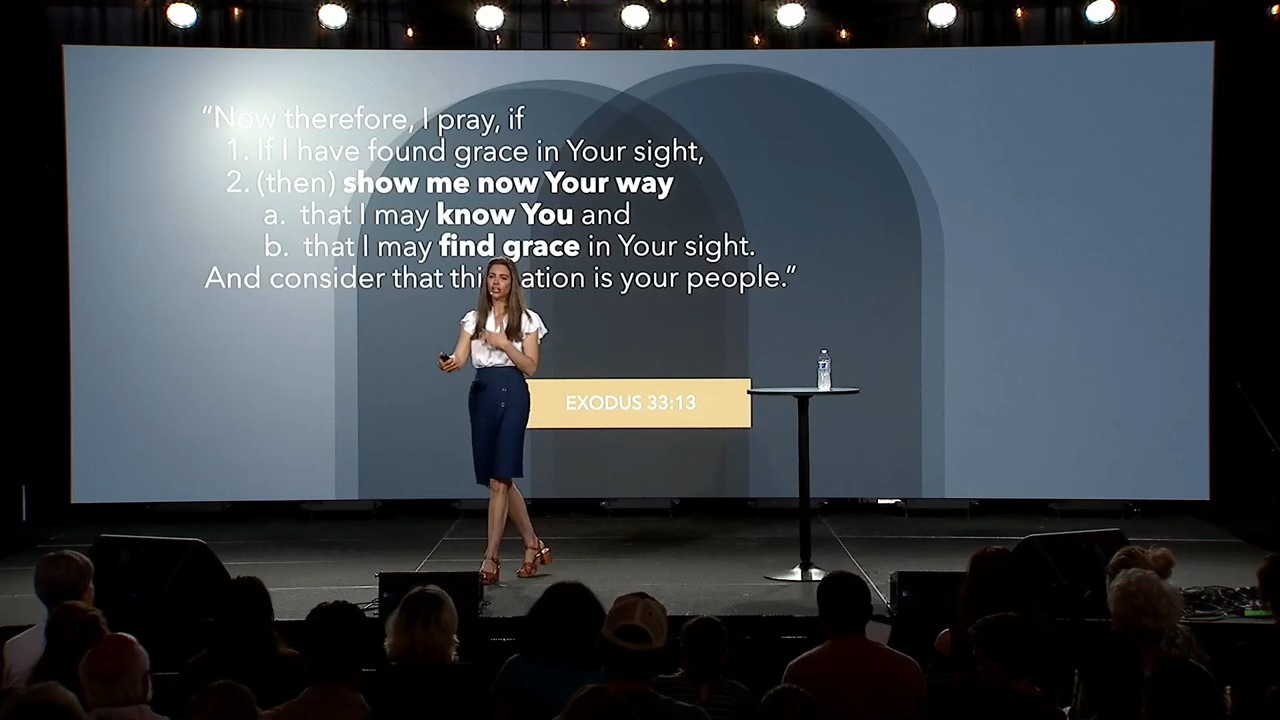 “Now therefore, I pray, if
1. If I have found grace in Your sight,
2. (then) show me now Your way
a. that I may know You and
b. that I may find grace in Your sight.
And consider that thi ation is your people.”
EXODUS 33:13